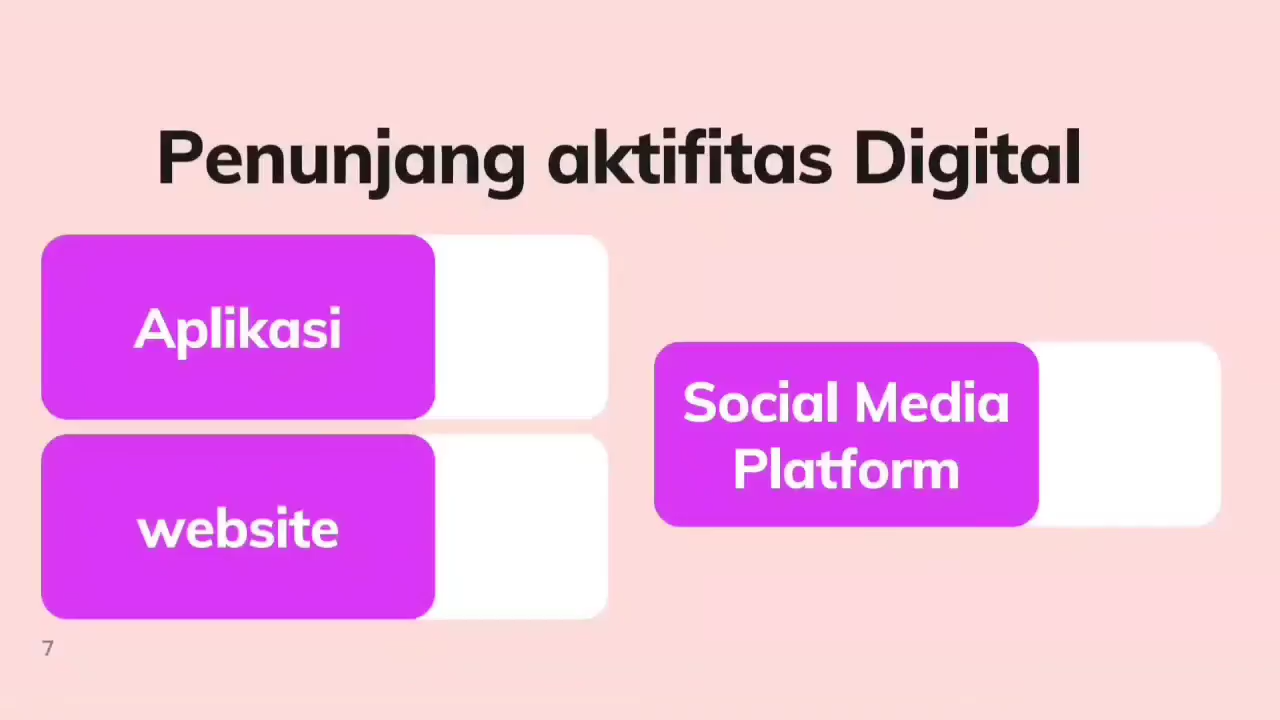 Penunjang aktifitas Digital
Aplikasi
website
Social Media
Platform
7